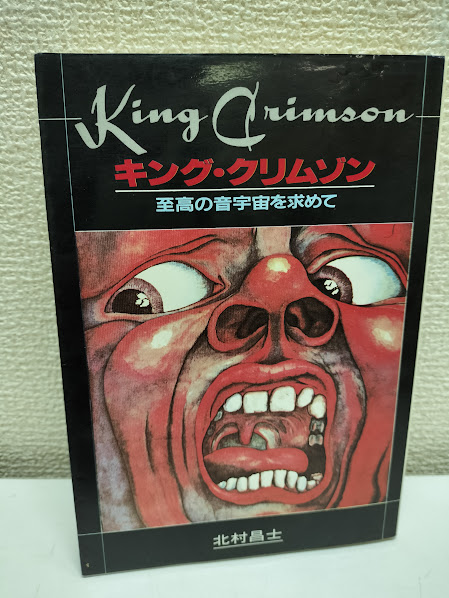 King Crimson
キング・クリムゾン
至高の音宇宙を求めて
北村昌士